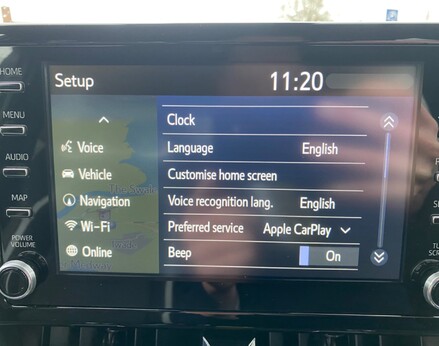 HOME
MENU
AUDIO
MAP
POWER
VOLUME
Setup 11:20
Voice
Vehicle
Navigation
Wi-Fi
Online
Clock
Language English
Customise home screen
Voice recognition lang. English
Preferred service Apple CarPlay
Beep On